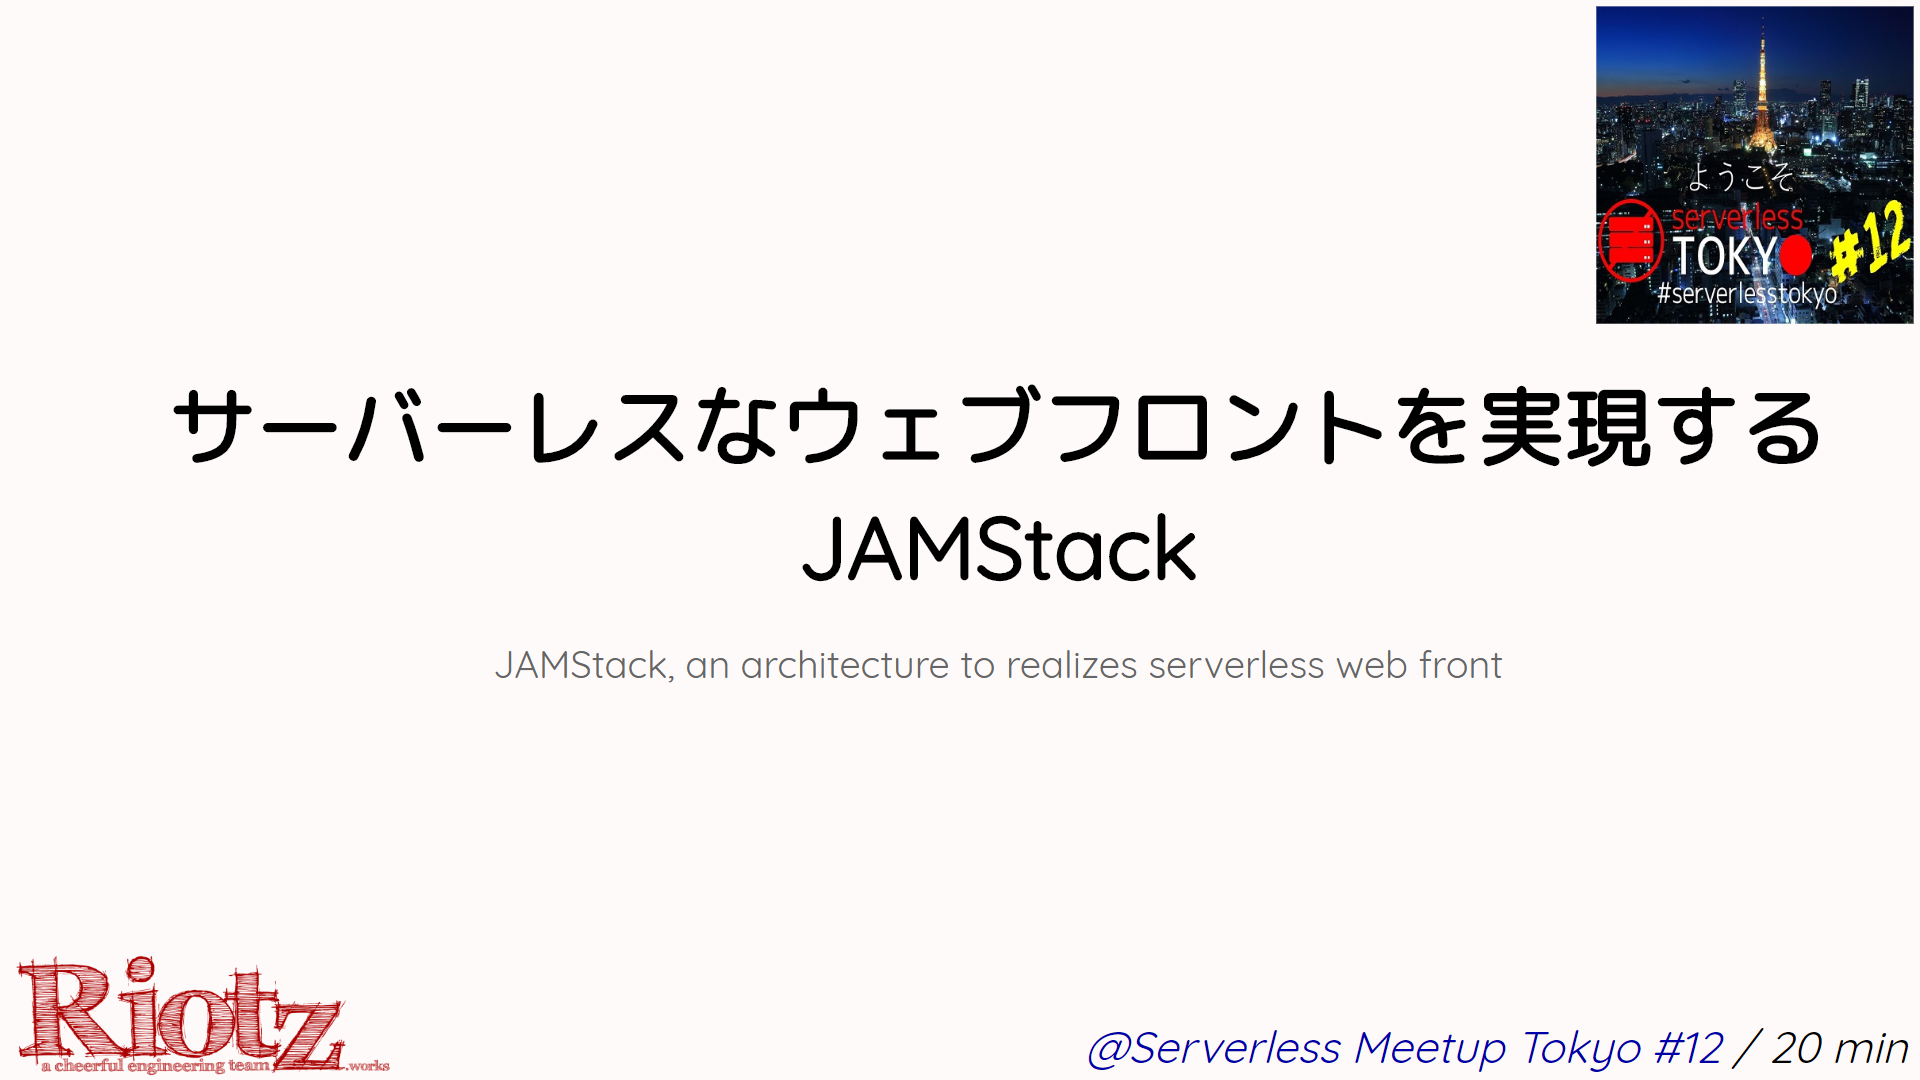 ようこそ
serverless
TOKYO
#12
#serverlesstokyo
サーバーレスなウェブフロントを実現する
JAMStack
JAMStack, an architecture to realizes serverless web front
Riotz
a cheerful engineering team .works
@Serverless Meetup Tokyo #12 / 20 min